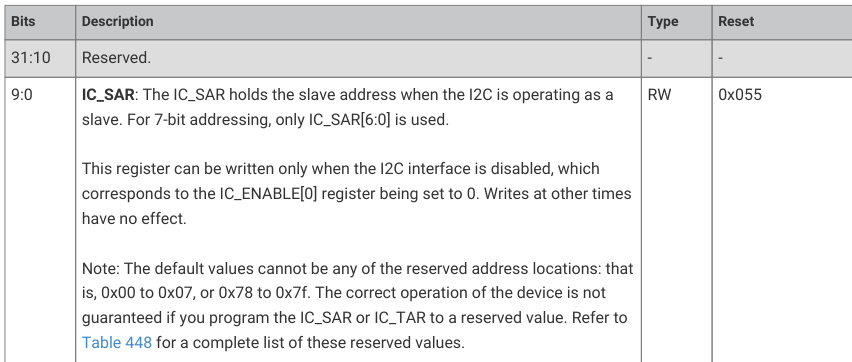 Bits Description Type Reset
31:10 Reserved. - -
9:0 IC_SAR: The IC_SAR holds the slave address when the I2C is operating as a RW 0x055
slave. For 7-bit addressing, only IC_SAR[6:0] is used.
This register can be written only when the I2C interface is disabled, which
corresponds to the IC_ENABLE[0] register being set to 0. Writes at other times
have no effect.
Note: The default values cannot be any of the reserved address locations: that
is, 0x00 to 0x07, or 0x78 to 0x7f. The correct operation of the device is not
guaranteed if you program the IC_SAR or IC_TAR to a reserved value. Refer to
Table 448 for a complete list of these reserved values.